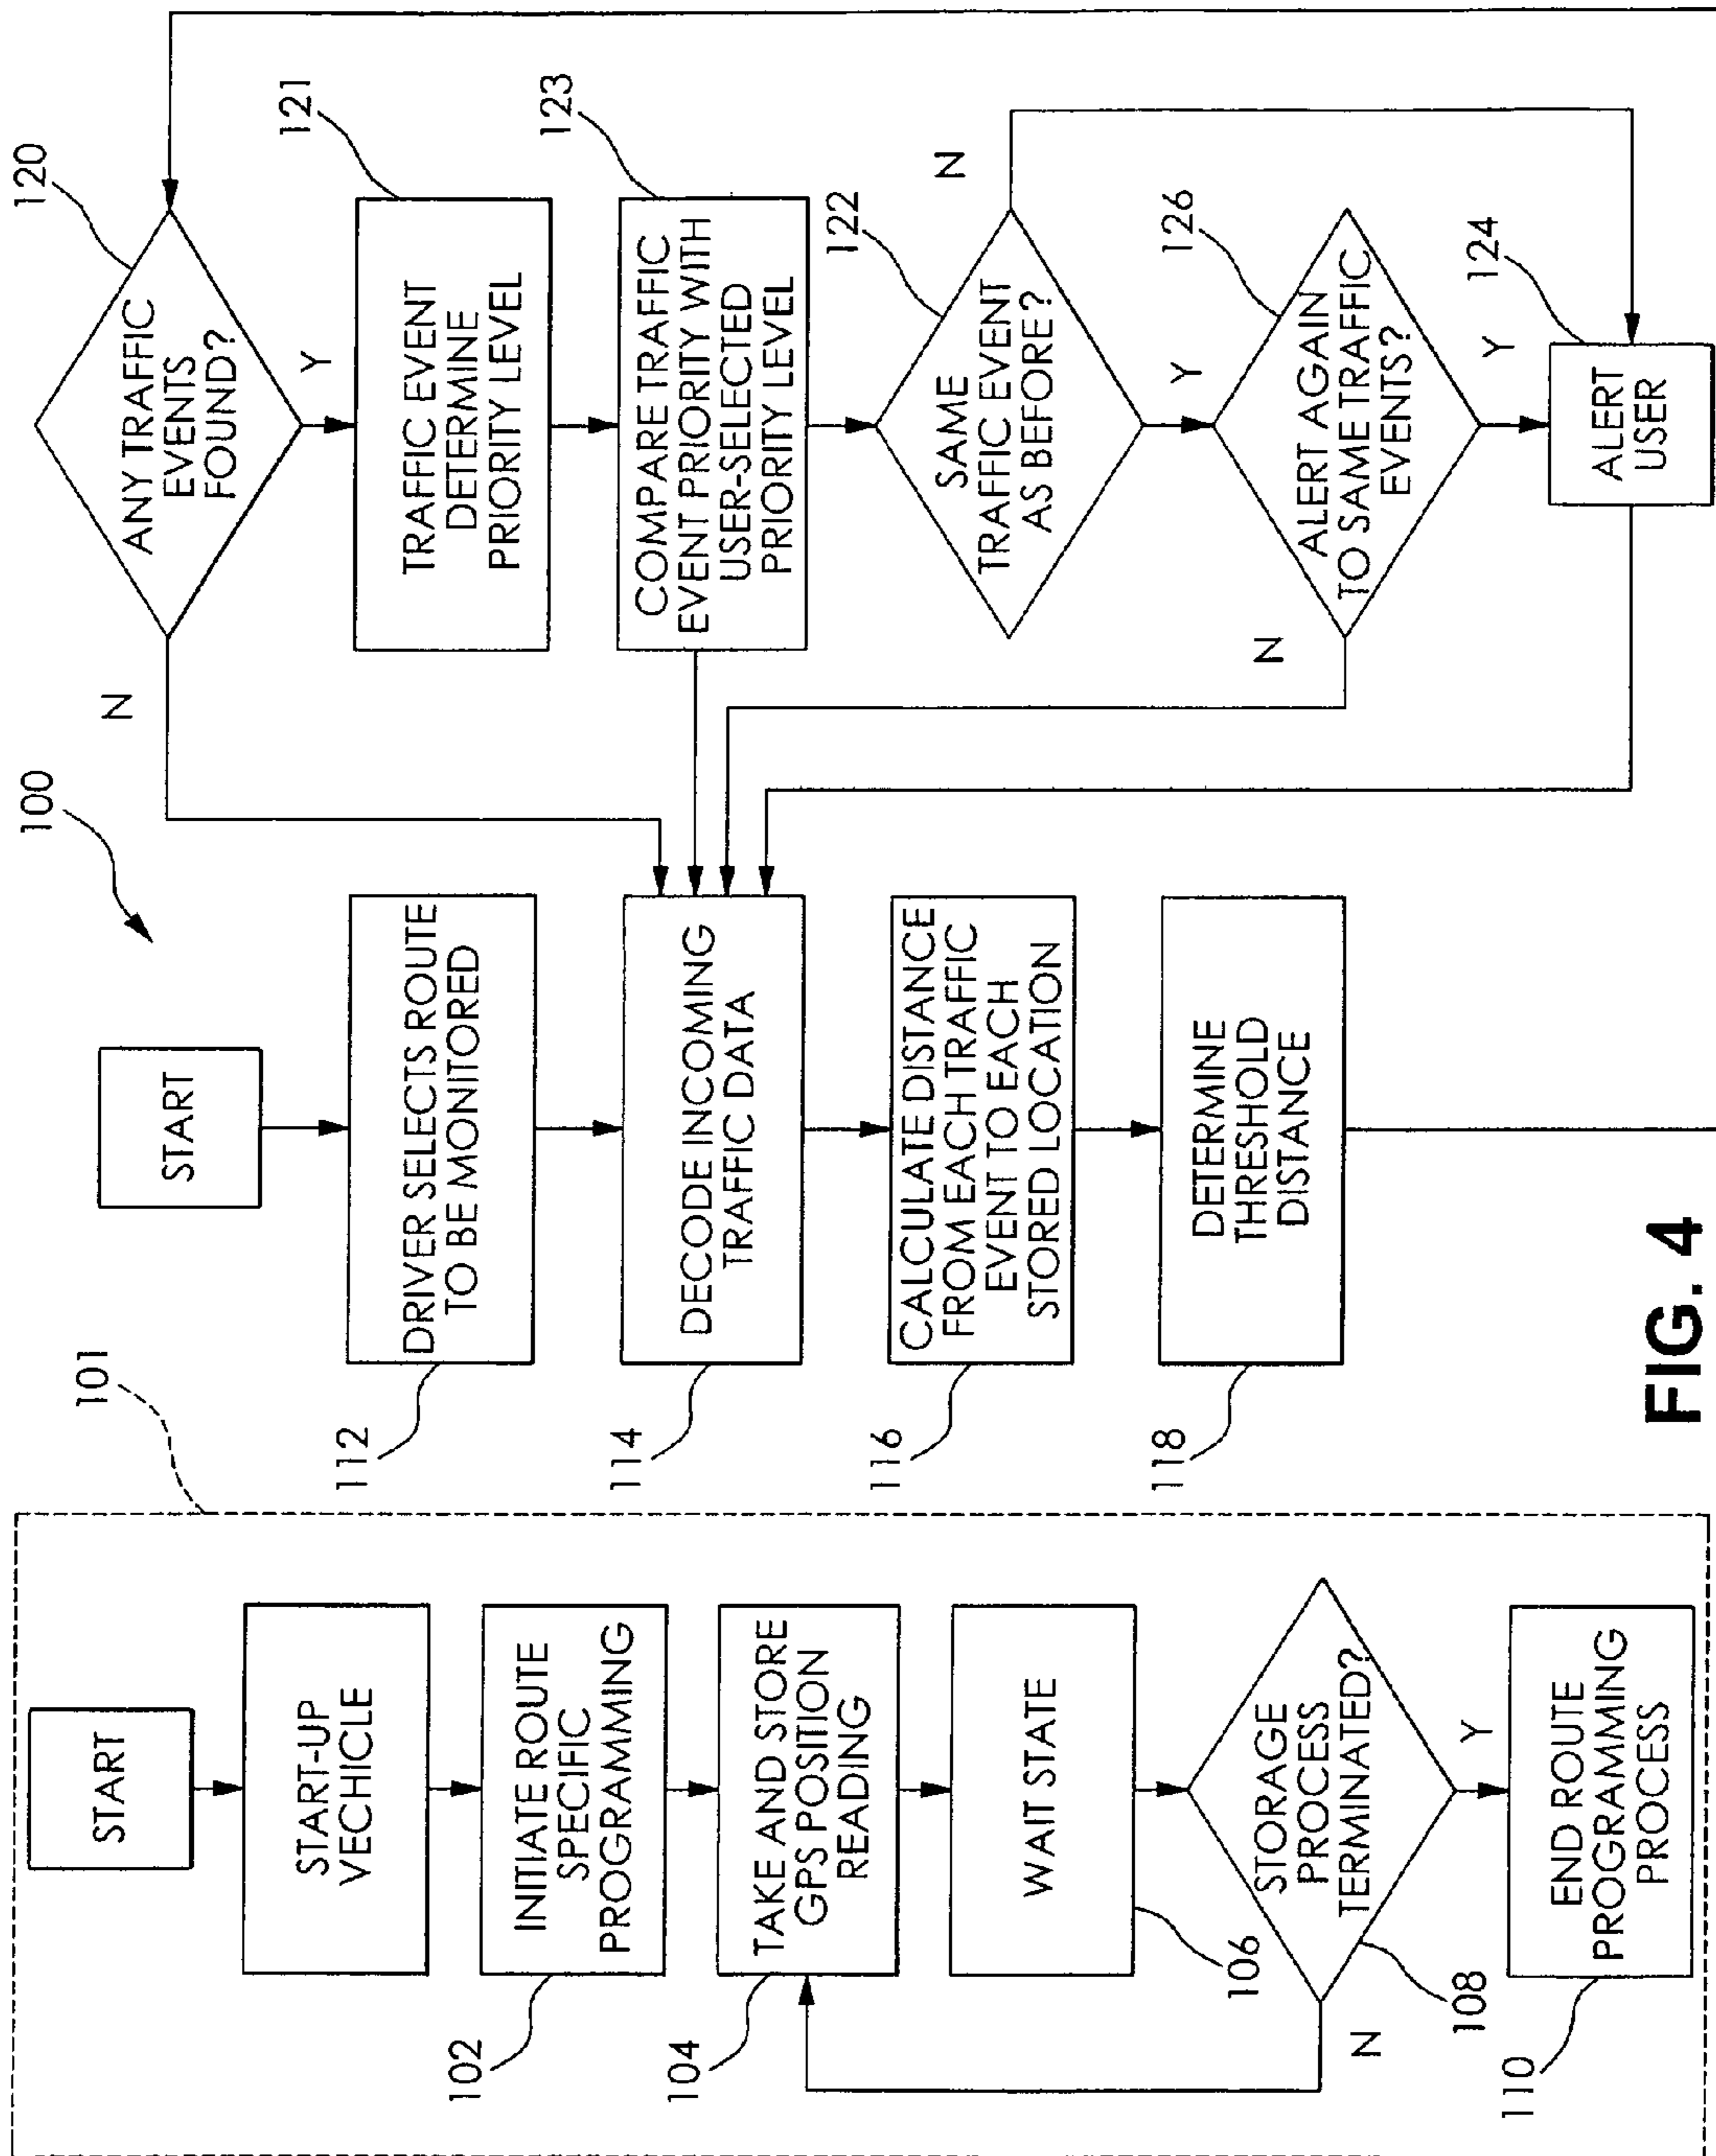 101
START
START-UP
VECHICLE
INITIATE ROUTE
SPECIFIC
PROGRAMMING
102
TAKE AND STORE
GPS POSITION
READING
104
WAIT STATE
106
STORAGE
PROCESS
TERMINATED?
108
N
Y
END ROUTE
PROGRAMMING
PROCESS
110
100
START
DRIVER SELECTS ROUTE
TO BE MONITORED
112
DECODE INCOMING
TRAFFIC DATA
114
CALCULATE DISTANCE
FROM EACH TRAFFIC
EVENT TO EACH
STORED LOCATION
116
DETERMINE
THRESHOLD
DISTANCE
118
ANY TRAFFIC
EVENTS
FOUND?
120
N
Y
TRAFFIC EVENT
DETERMINE
PRIORITY LEVEL
121
COMPARE TRAFFIC
EVENT PRIORITY WITH
USER-SELECTED
PRIORITY LEVEL
123
SAME
TRAFFIC EVENT
AS BEFORE?
122
N
Y
ALERT AGAIN
TO SAME TRAFFIC
EVENTS?
126
N
Y
ALERT
USER
124
FIG. 4